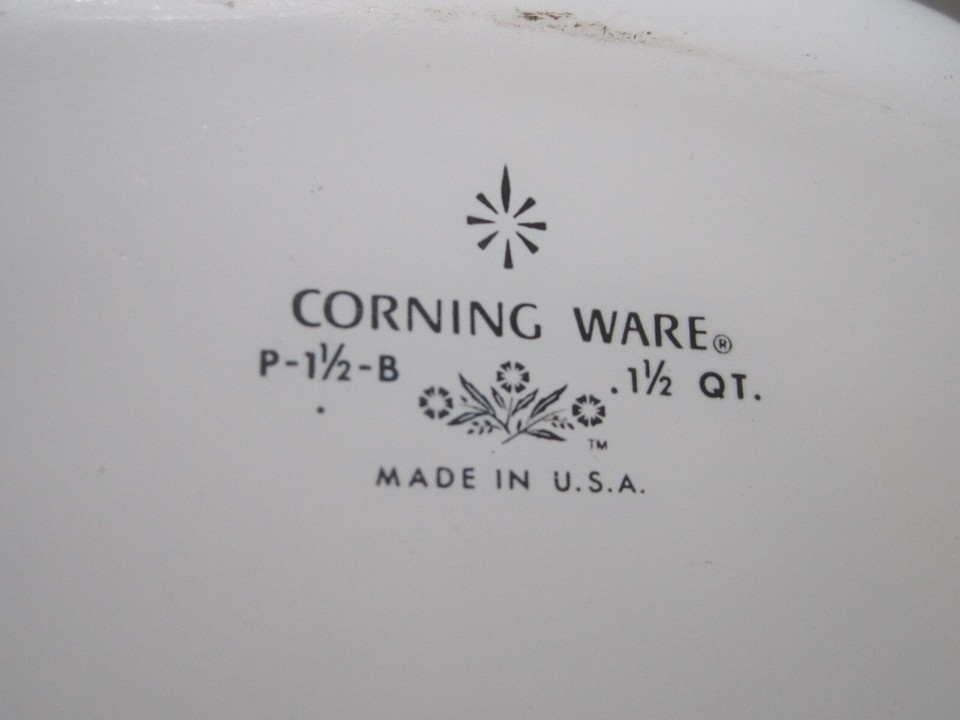 CORNING WARE®
P-1½-B .1½ QT.
TM
MADE IN U.S.A.